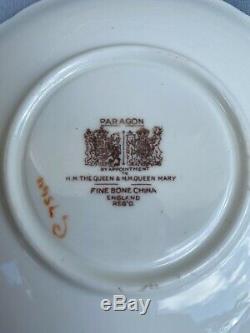 PARAGON
BY APPOINTMENT
TO
H.M. THE QUEEN & H.M. QUEEN MARY
FINE BONE CHINA
ENGLAND
REG'D.